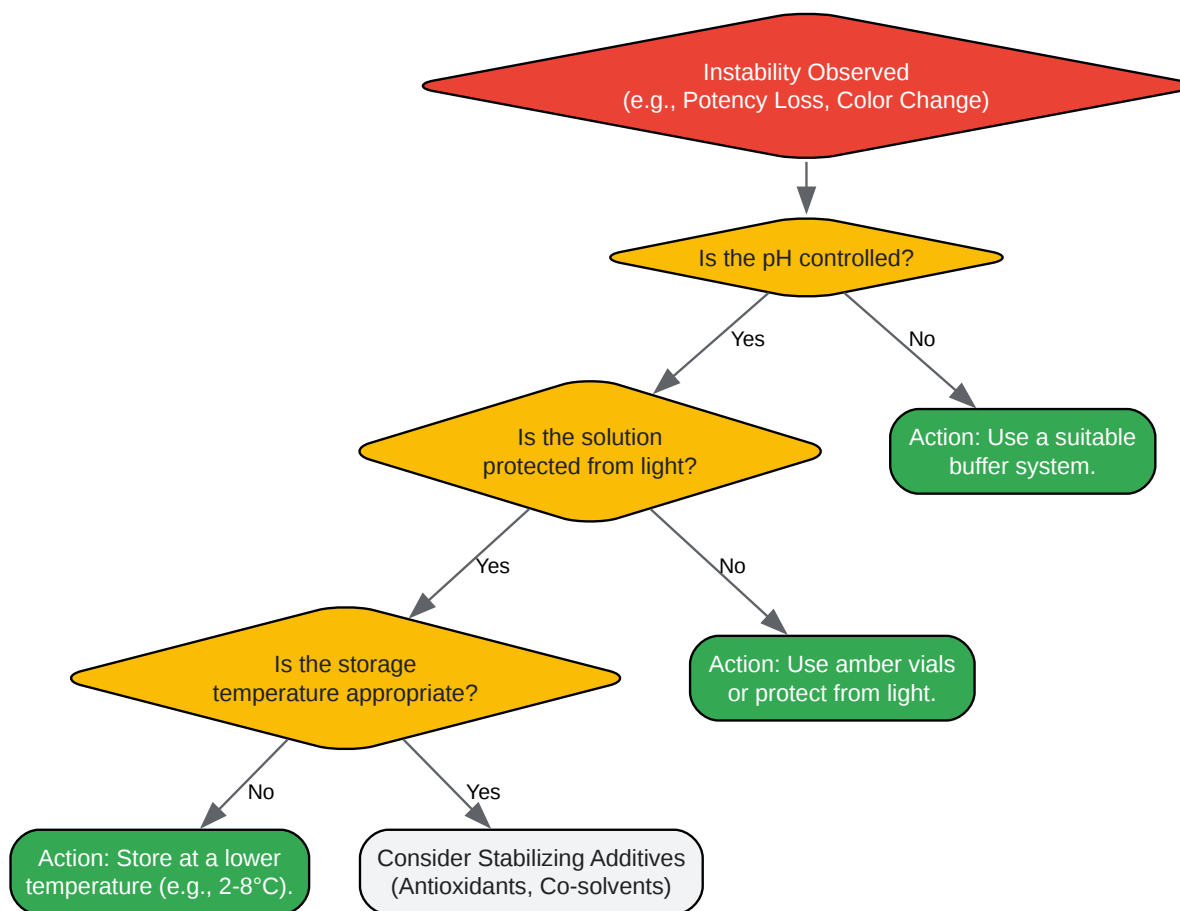 Instability Observed
(e.g., Potency Loss, Color Change)
Is the pH controlled?
Yes
No
Is the solution
protected from light?
Action: Use a suitable
buffer system.
Yes
No
Is the storage
temperature appropriate?
Action: Use amber vials
or protect from light.
No
Yes
Action: Store at a lower
temperature (e.g., 2-8°C).
Consider Stabilizing Additives
(Antioxidants, Co-solvents)